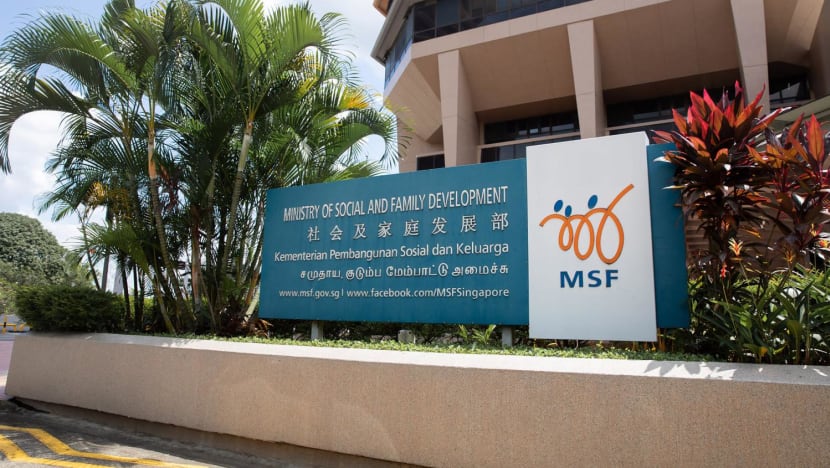 MINISTRY OF SOCIAL AND FAMILY DEVELOPMENT
社会及家庭发展部
Kementerian Pembangunan Sosial dan Keluarga
சமுதாய, குடும்ப மேம்பாட்டு அமைச்சு
www.msf.gov.sg | www.facebook.com/MSFSingapore
MSF